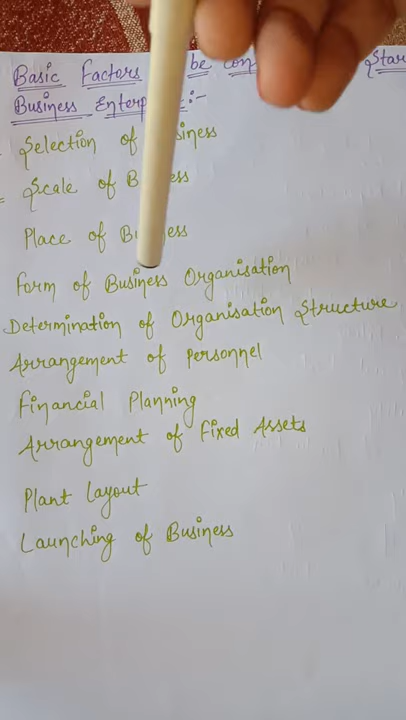 Basic Factors be Star
Business
Selection of
Scale of
Place of
Form of Business Organisation
Determination of Organisation Structure
Arrangement of Personnel
Financial Planning
Arrangement of Fixed Assets
Plant Layout
Launching of Business